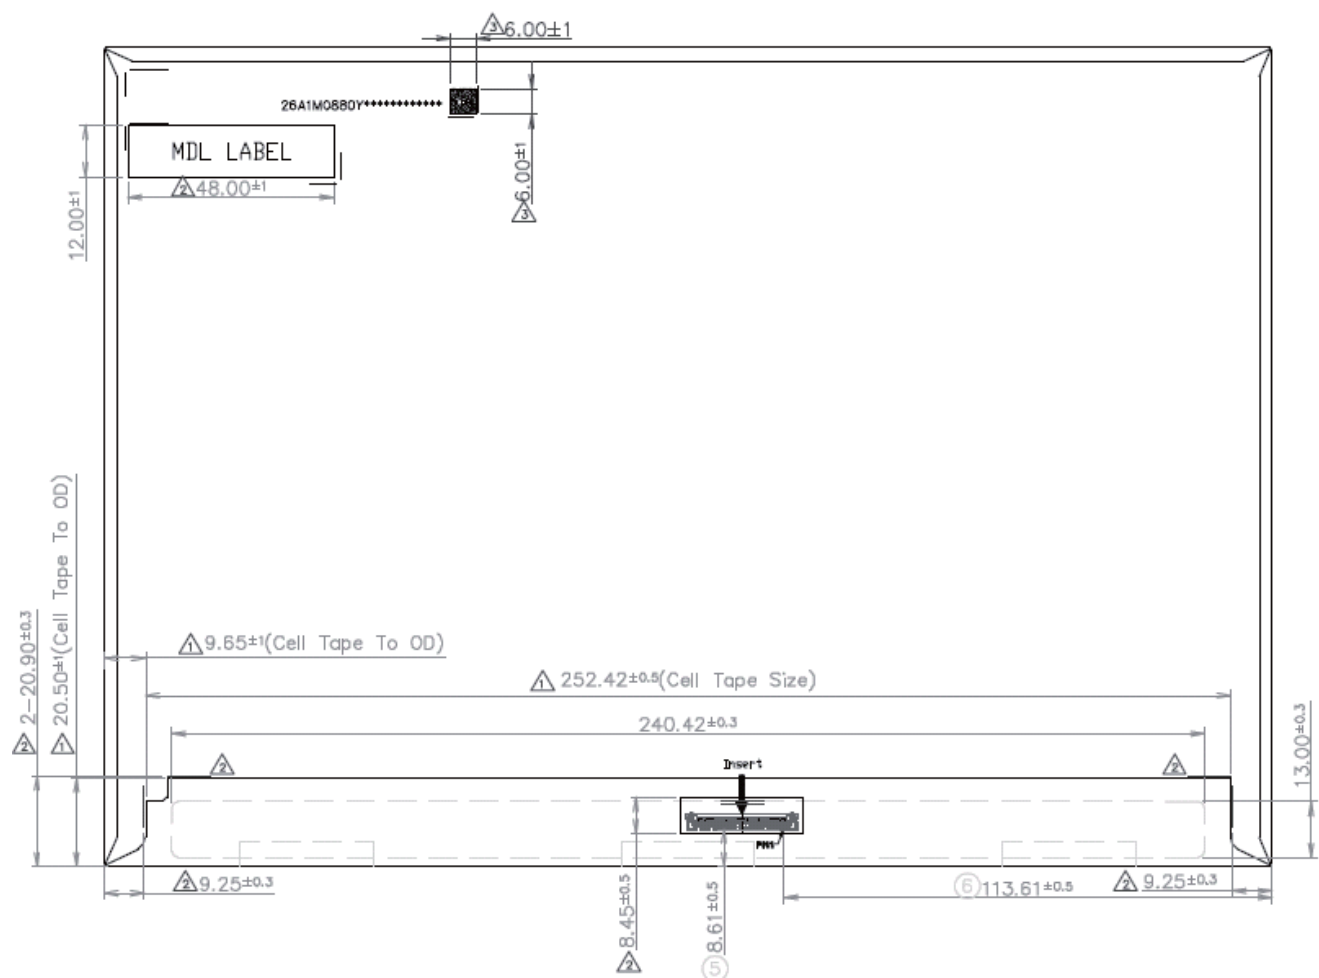 3 6.00±1
26A1M0880Y************
MDL LABEL
2 48.00±1
12.00±1
6.00±1
3
2 2-20.90±0.3
1 20.50±1(Cell Tape To OD)
1 9.65±1(Cell Tape To OD)
1 252.42±0.5(Cell Tape Size)
240.42±0.3
13.00±0.3
2
Insert
2
PIN1
2 9.25±0.3
2 8.45±0.5
5 8.61±0.5
6 113.61±0.5
2 9.25±0.3